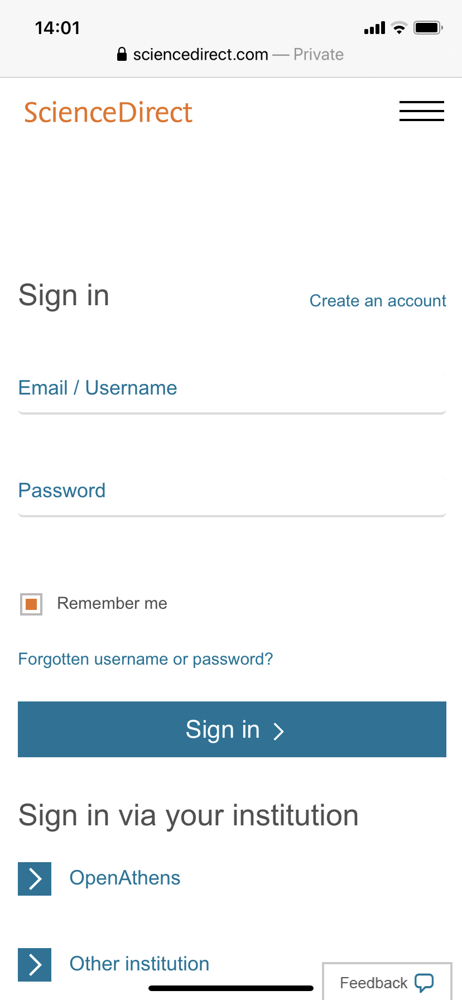 14:01
sciencedirect.com — Private
ScienceDirect
Sign in
Create an account
Email / Username
Password
Remember me
Forgotten username or password?
Sign in
Sign in via your institution
OpenAthens
Other institution
Feedback